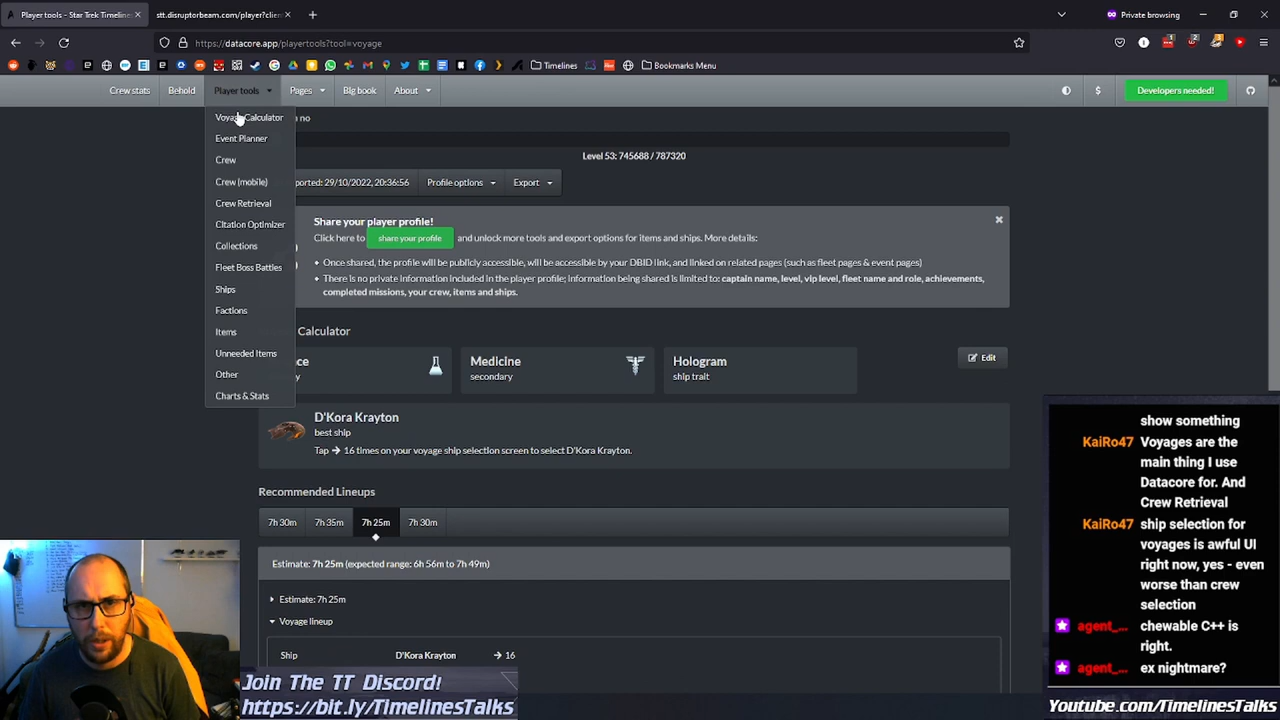 Player tools - Star Trek Timeline
stt.disruptorbeam.com/player?clien
Private browsing
https://datacore.app/playertools?tool=voyage
Timelines
Bookmarks Menu
Crew stats
Behold
Player tools
Pages
Big book
About
$
Developers needed!
Voyage Calculator
Event Planner
Crew
Crew (mobile)
Crew Retrieval
Citation Optimizer
Collections
Fleet Boss Battles
Ships
Factions
Items
Unneeded Items
Other
Charts & Stats
n no
Level 53: 745688 / 787320
ported: 29/10/2022, 20:36:56
Profile options
Export
Share your player profile!
Click here to share your profile and unlock more tools and export options for items and ships. More details:
• Once shared, the profile will be publicly accessible, will be accessible by your DBID link, and linked on related pages (such as fleet pages & event pages)
• There is no private information included in the player profile; information being shared is limited to: captain name, level, vip level, fleet name and role, achievements,
completed missions, your crew, items and ships.
Calculator
ce
y
Medicine
secondary
Hologram
ship trait
Edit
D'Kora Krayton
best ship
Tap → 16 times on your voyage ship selection screen to select D'Kora Krayton.
Recommended Lineups
7h 30m
7h 35m
7h 25m
7h 30m
Estimate: 7h 25m (expected range: 6h 56m to 7h 49m)
Estimate: 7h 25m
Voyage lineup
Ship
D'Kora Krayton
→ 16
show something
KaiRo47 Voyages are the
main thing I use
Datacore for. And
Crew Retrieval
KaiRo47 ship selection for
voyages is awful UI
right now, yes - even
worse than crew
selection
agent_... chewable C++ is
right.
agent_... ex nightmare?
Join The TT Discord!
https://bit.ly/TimelinesTalks
Youtube.com/TimelinesTalks